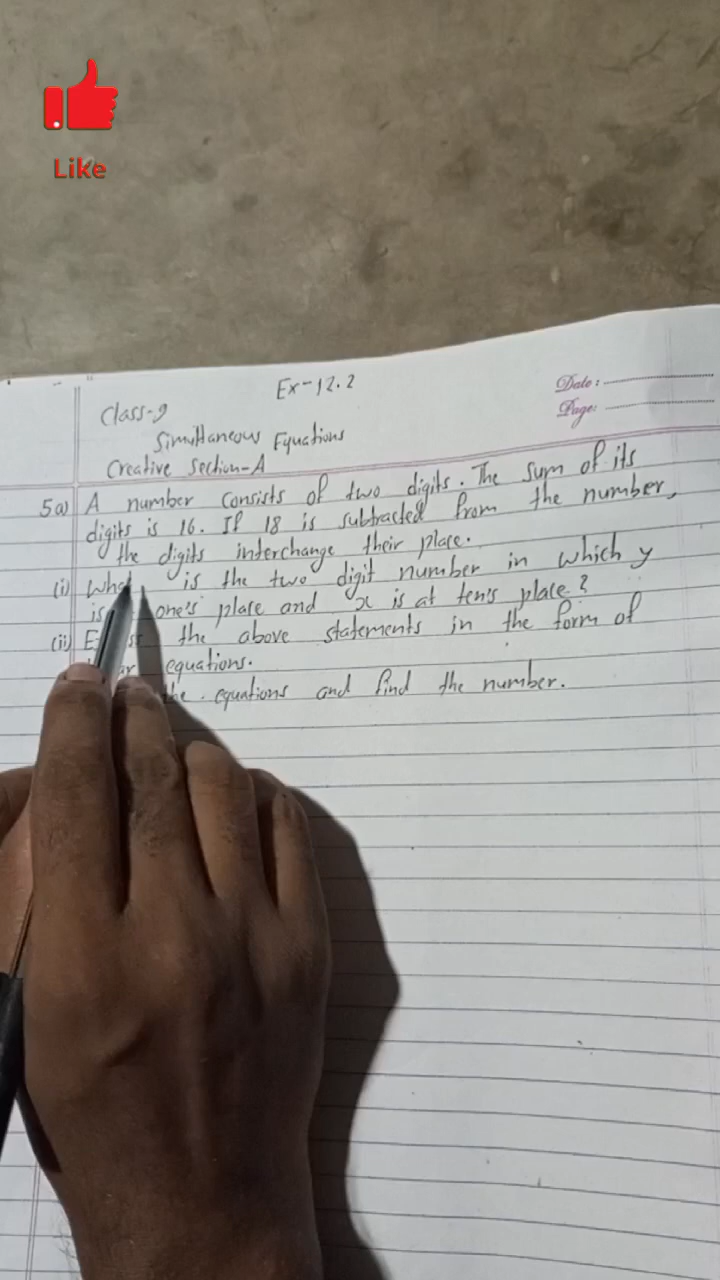 Like
Ex-12.2
Date:
Page:
Class-9
Simultaneous Equations
Creative Section-A
5a) A number consists of two digits. The sum of its
digits is 16. If 18 is subtracted from the number,
the digits interchange their place.
(i) What is the two digit number in which y
is one's place and x is at ten's place?
(ii) the above statements in the form of
equations.
the equations and find the number.